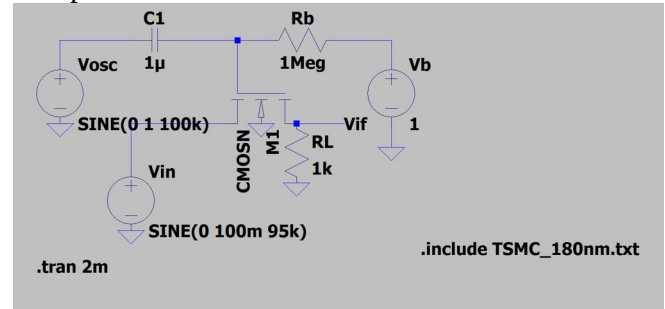 C1
Rb
Vosc
1µ
1Meg
Vb
SINE(0 1 100k)
CMOSN
M1
Vif
1
RL
1k
Vin
SINE(0 100m 95k)
.include TSMC_180nm.txt
.tran 2m